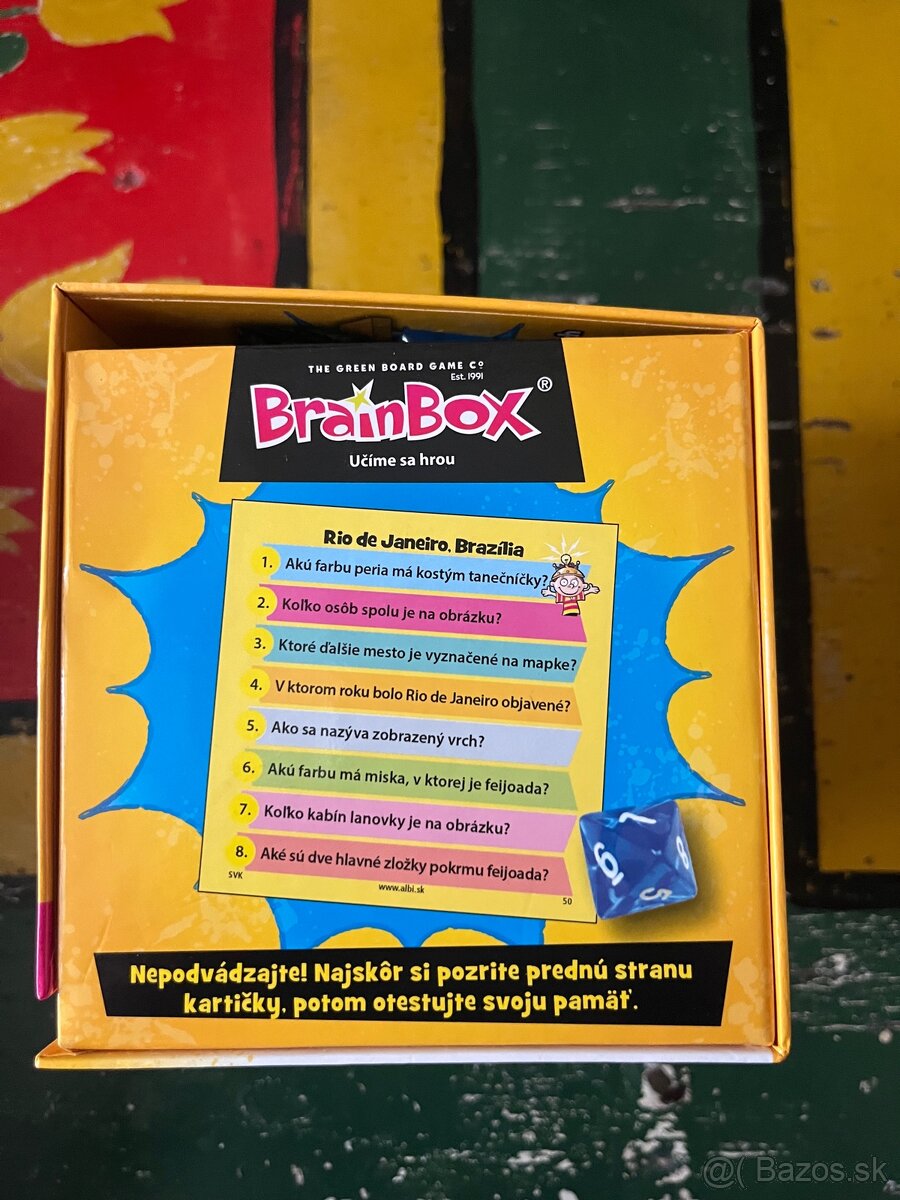 THE GREEN BOARD GAME Cº
Est. 1991
BrainBox®
Učíme sa hrou
Rio de Janeiro, Brazília
1. Akú farbu peria má kostým tanečníčky?
2. Koľko osôb spolu je na obrázku?
3. Ktoré ďalšie mesto je vyznačené na mapke?
4. V ktorom roku bolo Rio de Janeiro objavené?
5. Ako sa nazýva zobrazený vrch?
6. Akú farbu má miska, v ktorej je feijoada?
7. Koľko kabín lanovky je na obrázku?
8. Aké sú dve hlavné zložky pokrmu feijoada?
SVK
www.albi.sk
50
1
6
8
5
Nepodvádzajte! Najskôr si pozrite prednú stranu
kartičky, potom otestujte svoju pamäť.
@( Bazos.sk